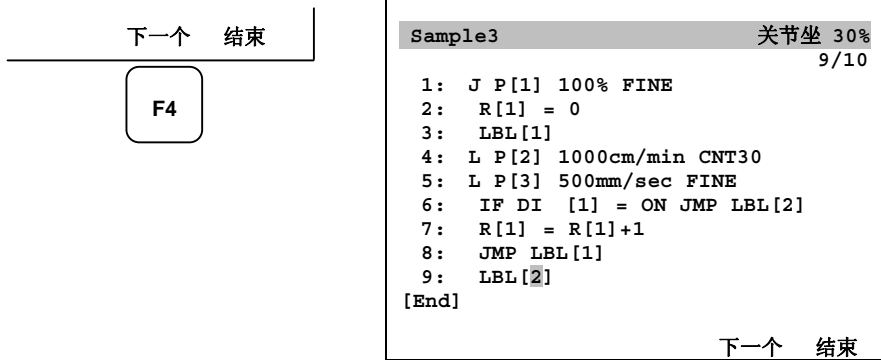 下一个 结束
F4
Sample3 关节坐 30%
9/10
1: J P[1] 100% FINE
2: R[1] = 0
3: LBL[1]
4: L P[2] 1000cm/min CNT30
5: L P[3] 500mm/sec FINE
6: IF DI [1] = ON JMP LBL[2]
7: R[1] = R[1]+1
8: JMP LBL[1]
9: LBL[2]
[End]
下一个 结束